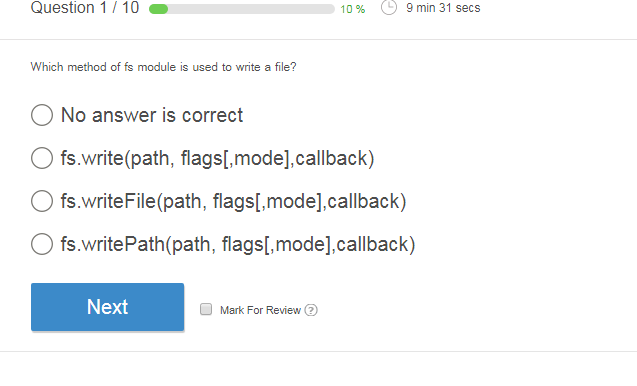 Question 1 / 10 10 % 9 min 31 secs
Which method of fs module is used to write a file?
No answer is correct
fs.write(path, flags[,mode],callback)
fs.writeFile(path, flags[,mode],callback)
fs.writePath(path, flags[,mode],callback)
Next Mark For Review ?